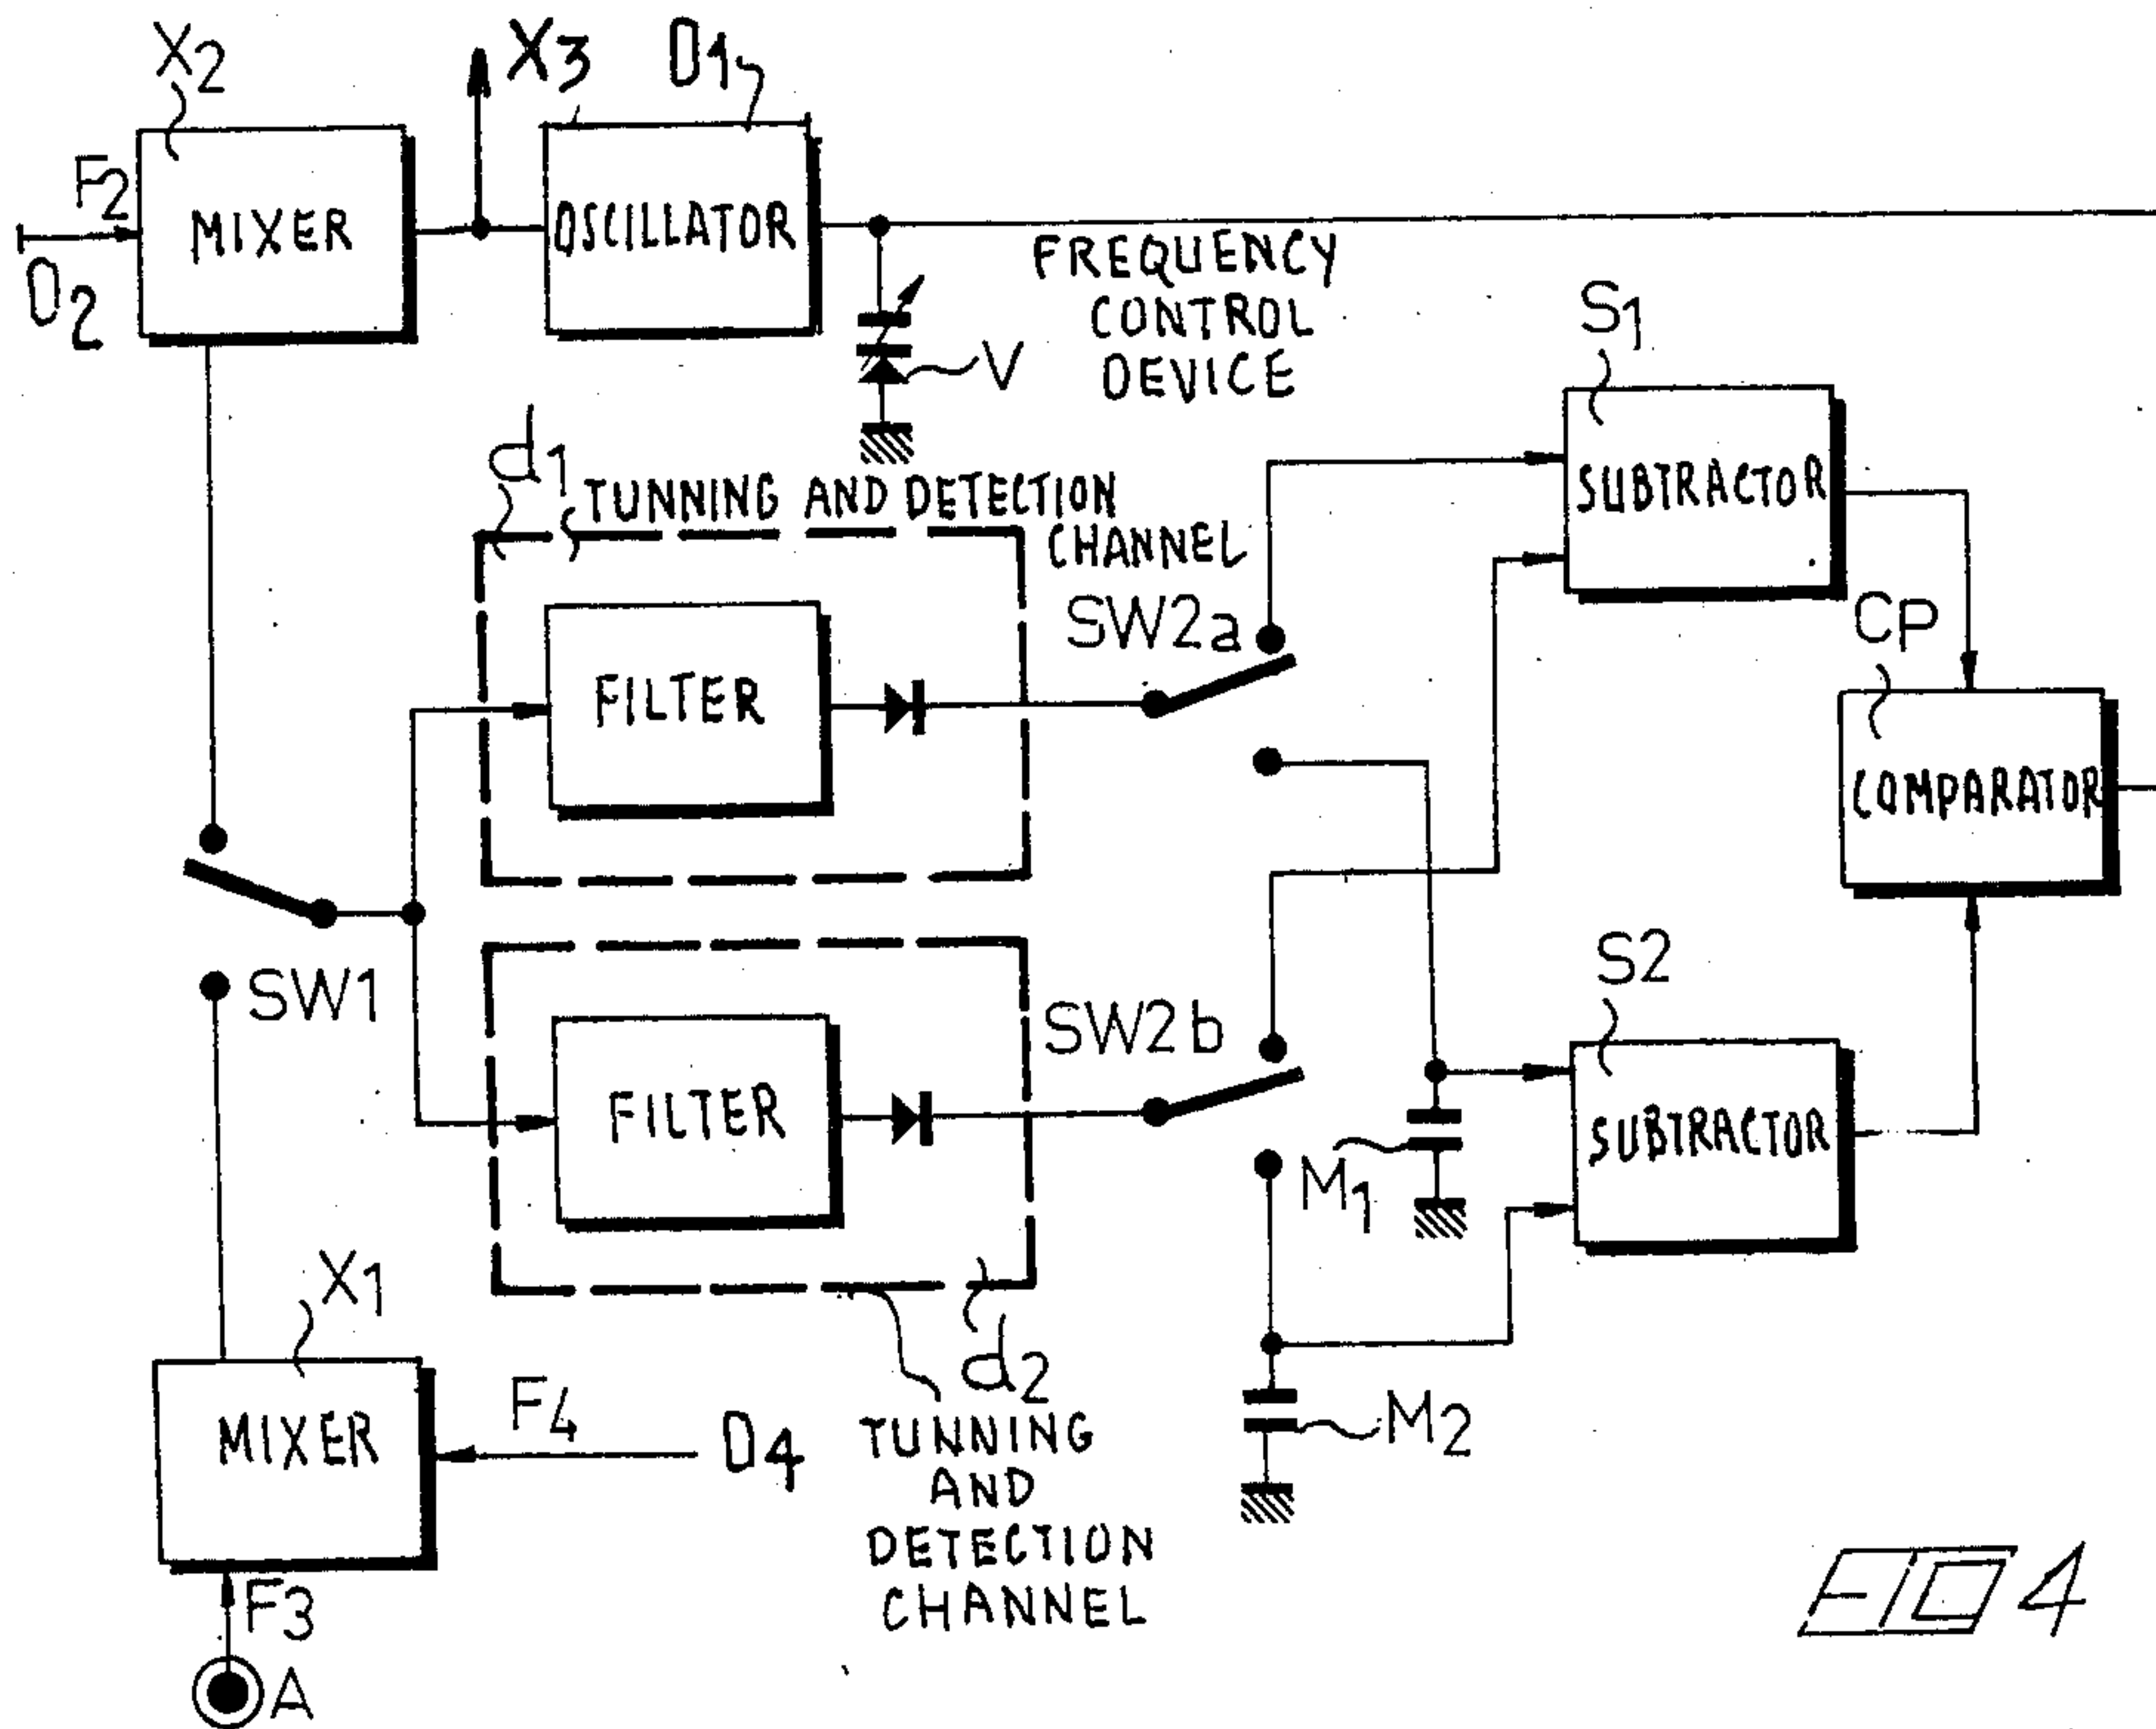 X2
X3
O1
F2
MIXER
OSCILLATOR
O2
FREQUENCY
CONTROL
DEVICE
V
S1
d1
TUNNING AND DETECTION
CHANNEL
SUBTRACTOR
SW2a
CP
FILTER
COMPARATOR
SW1
S2
SW2b
FILTER
SUBTRACTOR
M1
X1
d2
F4
MIXER
O4
TUNNING
AND
DETECTION
CHANNEL
M2
F3
A
FIG 4